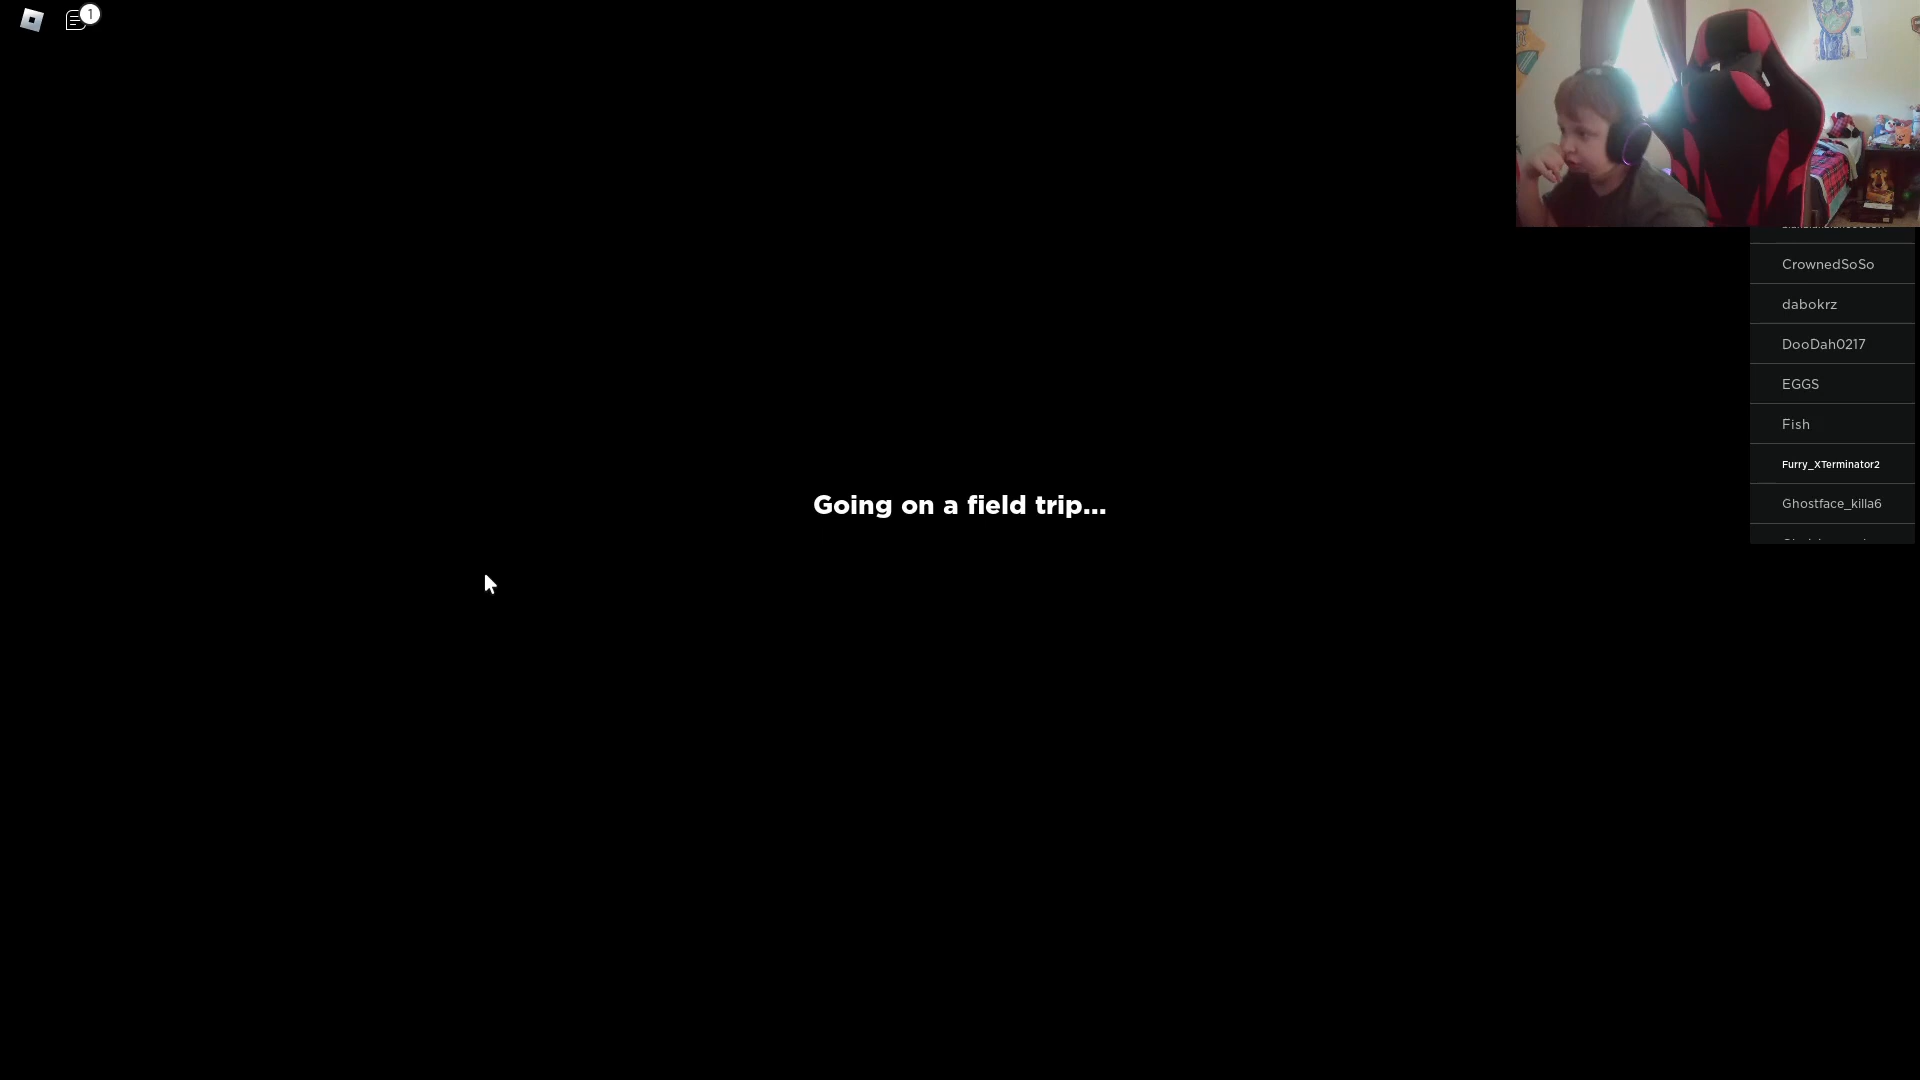 1
CrownedSoSo
dabokrz
DooDah0217
EGGS
Fish
Furry_XTerminator2
Ghostface_killa6
Going on a field trip...